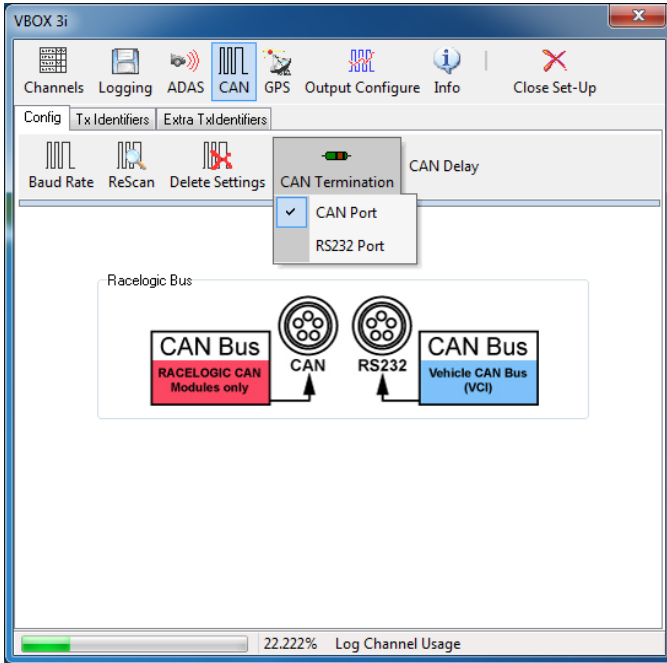 VBOX 3i
Channels Logging ADAS CAN GPS Output Configure Info Close Set-Up
Config Tx Identifiers Extra TxIdentifiers
Baud Rate ReScan Delete Settings CAN Termination CAN Delay
CAN Port
RS232 Port
Racelogic Bus
CAN Bus
RACELOGIC CAN
Modules only
CAN
RS232
CAN Bus
Vehicle CAN Bus
(VCI)
22.222% Log Channel Usage